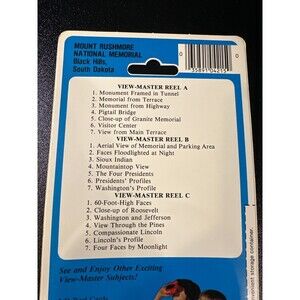 MOUNT RUSHMORE
NATIONAL MEMORIAL
Black Hills,
South Dakota
VIEW-MASTER REEL A
1. Monument Framed in Tunnel
2. Memorial from Terrace
3. Monument from Highway
4. Pigtail Bridge
5. Close-up of Granite Memorial
6. Visitor Center
7. View from Main Terrace
VIEW-MASTER REEL B
1. Aerial View of Memorial and Parking Area
2. Faces Floodlighted at Night
3. Sioux Indian
4. Mountaintop View
5. The Four Presidents
6. Presidents' Profiles
7. Washington's Profile
VIEW-MASTER REEL C
1. 60-Foot-High Faces
2. Close-up of Roosevelt
3. Washington and Jefferson
4. View Through the Pines
5. Compassionate Lincoln
6. Lincoln's Profile
7. Four Faces by Moonlight
See and Enjoy Other Exciting
View-Master Subjects!
convenient storage container.